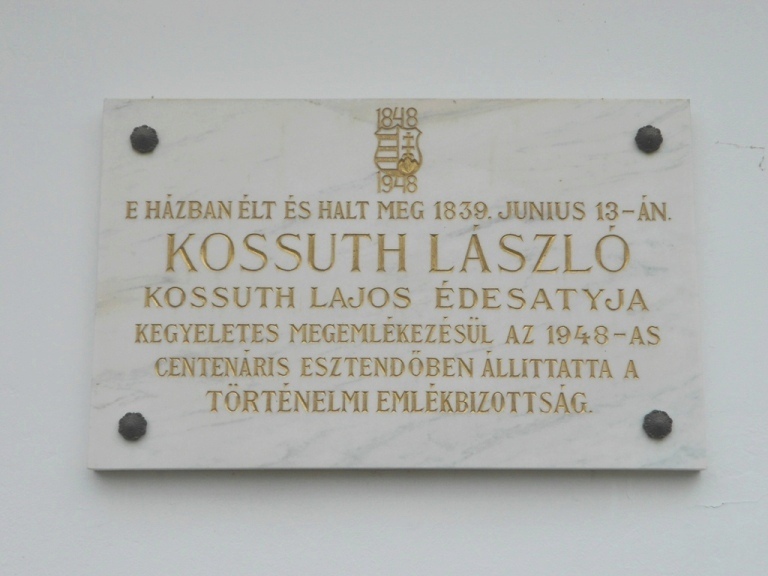 1848
1948
E HÁZBAN ÉLT ÉS HALT MEG 1839. JUNIUS 13-ÁN.
KOSSUTH LÁSZLÓ
KOSSUTH LAJOS ÉDESATYJA
KEGYELETES MEGEMLÉKEZÉSÜL AZ 1948-AS
CENTENÁRIS ESZTENDŐBEN ÁLLITTATTA A
TÖRTÉNELMI EMLÉKBIZOTTSÁG.